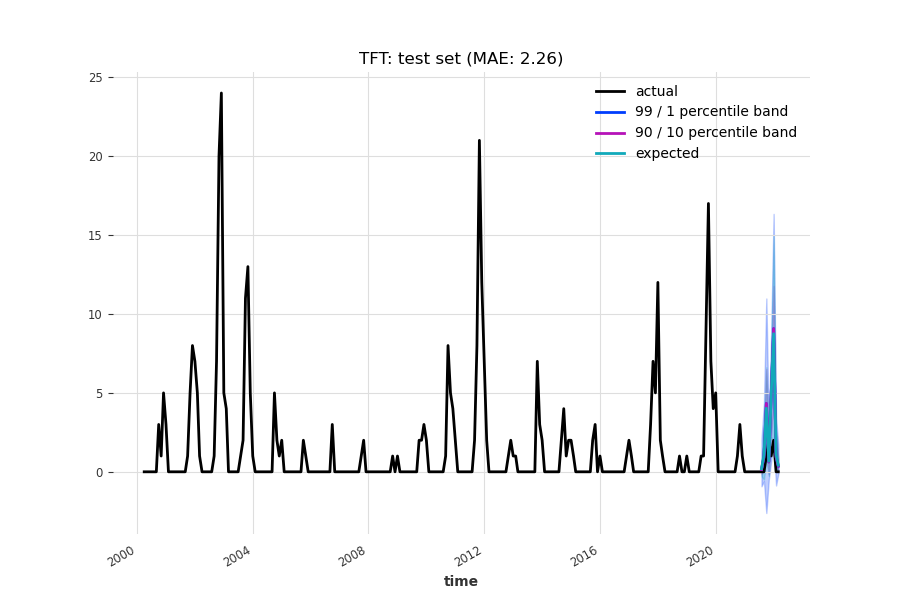 TFT: test set (MAE: 2.26)
25
20
15
10
5
0
actual
99 / 1 percentile band
90 / 10 percentile band
expected
2000
2004
2008
2012
2016
2020
time